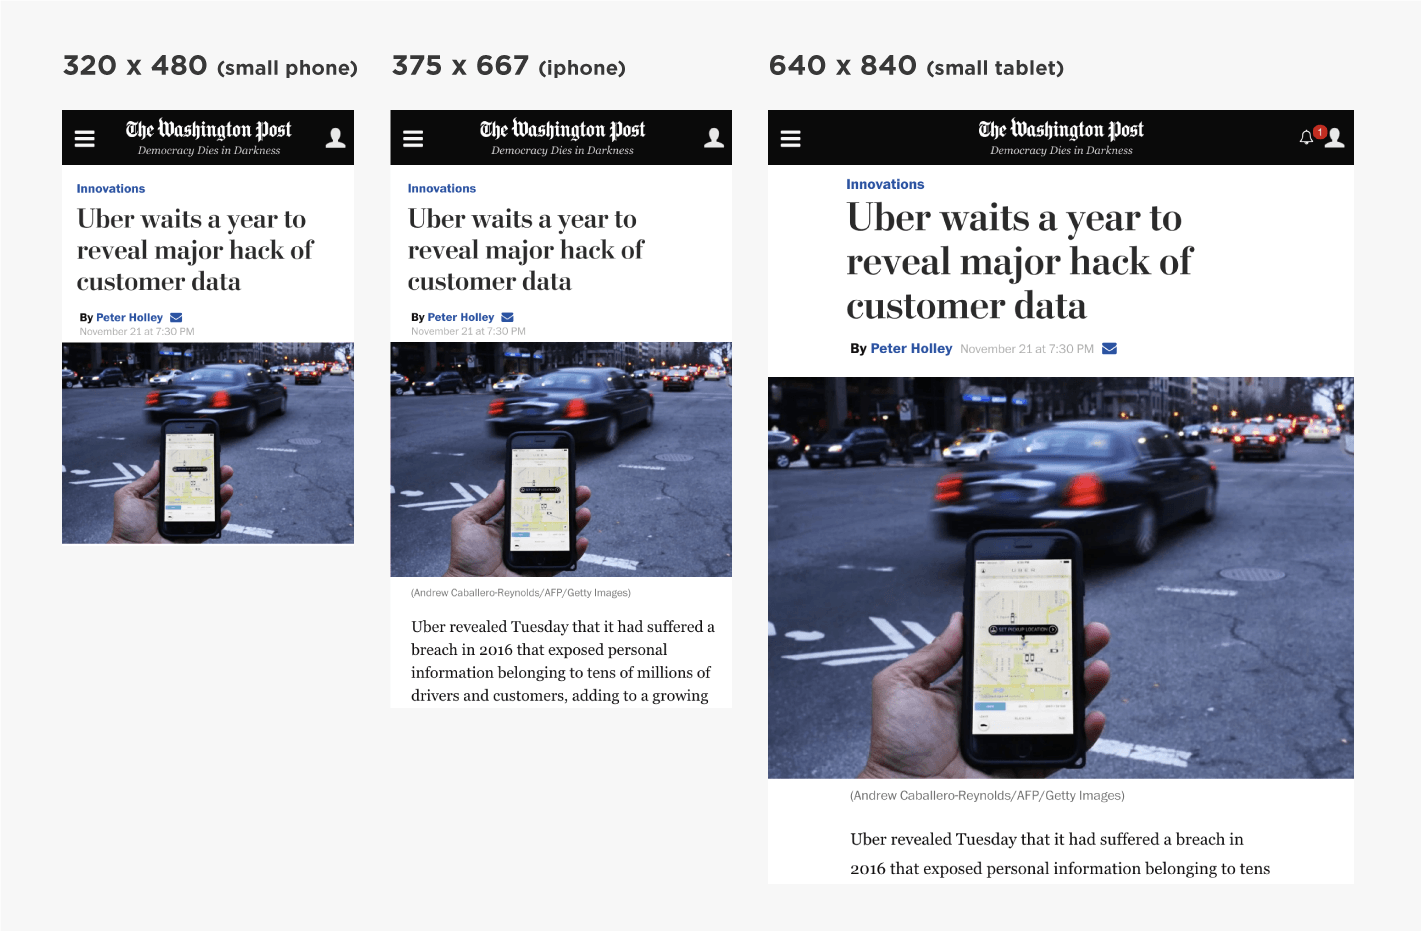 320 x 480 (small phone)
The Washington Post
Democracy Dies in Darkness
Innovations
Uber waits a year to
reveal major hack of
customer data
By Peter Holley
November 21 at 7:30 PM
375 x 667 (iphone)
The Washington Post
Democracy Dies in Darkness
Innovations
Uber waits a year to
reveal major hack of
customer data
By Peter Holley
November 21 at 7:30 PM
(Andrew Caballero-Reynolds/AFP/Getty Images)
Uber revealed Tuesday that it had suffered a
breach in 2016 that exposed personal
information belonging to tens of millions of
drivers and customers, adding to a growing
640 x 840 (small tablet)
The Washington Post
Democracy Dies in Darkness
1
Innovations
Uber waits a year to
reveal major hack of
customer data
By Peter Holley November 21 at 7:30 PM
SET PICKUP LOCATION
(Andrew Caballero-Reynolds/AFP/Getty Images)
Uber revealed Tuesday that it had suffered a breach in
2016 that exposed personal information belonging to tens